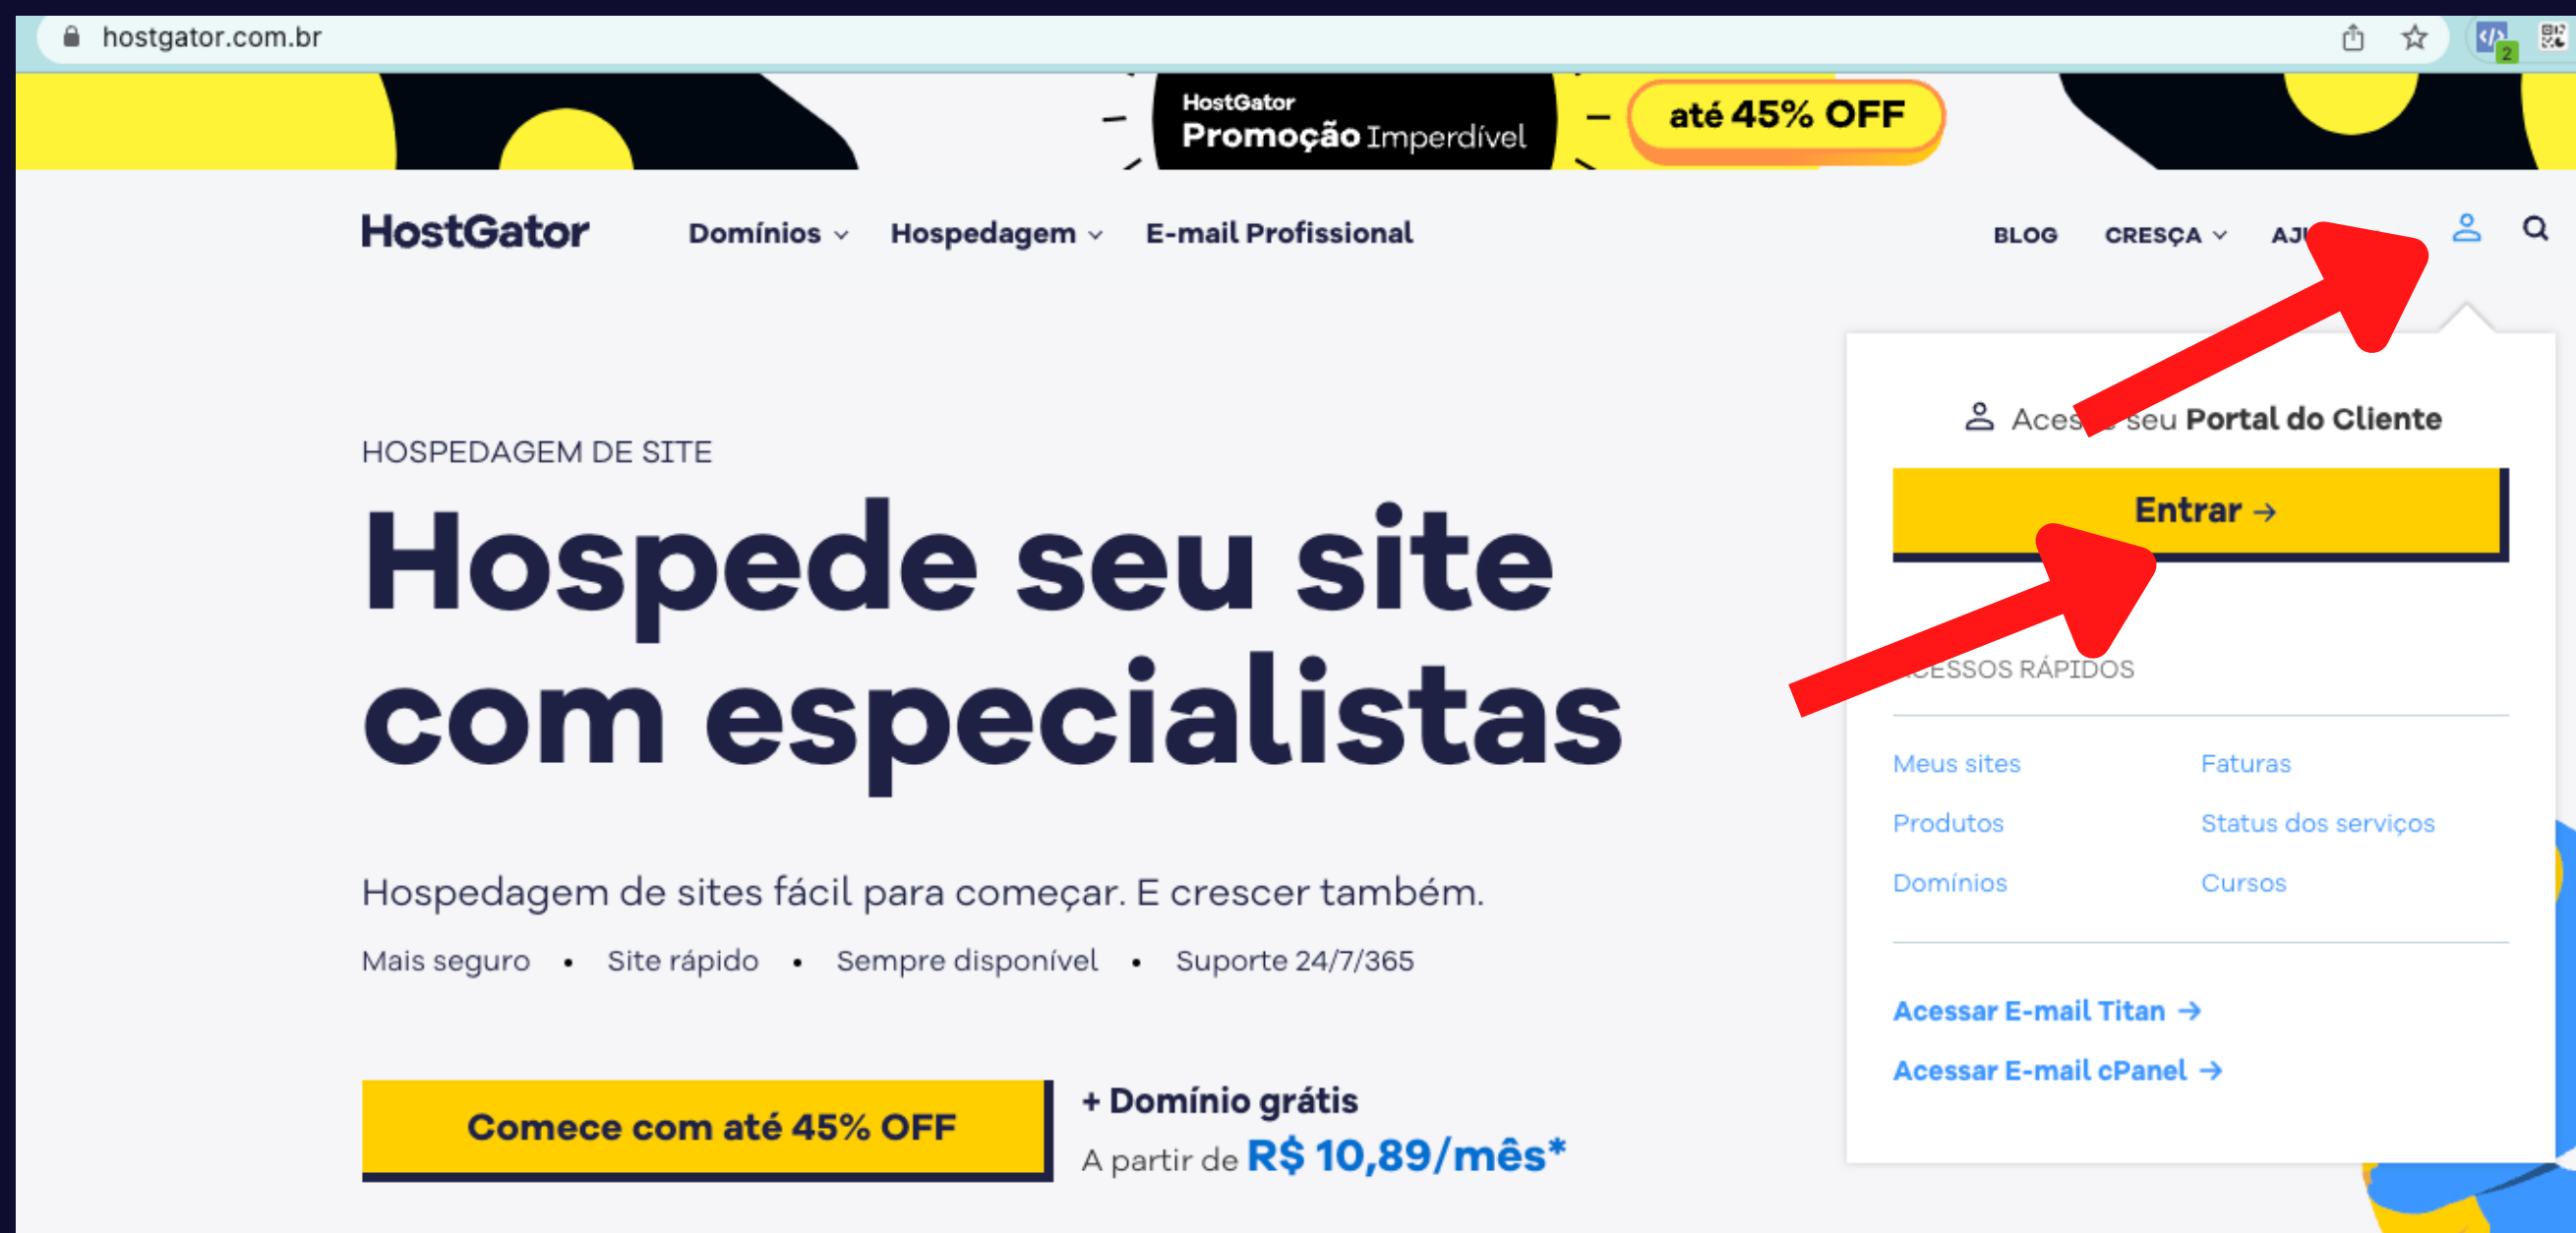 hostgator.com.br
2
HostGator
Promoção Imperdível
até 45% OFF
HostGator Domínios Hospedagem E-mail Profissional BLOG CRESÇA
Acesse seu Portal do Cliente
Entrar →
HOSPEDAGEM DE SITE
Hospede seu site
com especialistas
Hospedagem de sites fácil para começar. E crescer também.
Mais seguro • Site rápido • Sempre disponível • Suporte 24/7/365
Comece com até 45% OFF
+ Domínio grátis
A partir de R$ 10,89/mês*
RÁPIDOS
Meus sites Faturas
Produtos Status dos serviços
Domínios Cursos
Acessar E-mail Titan →
Acessar E-mail cPanel →